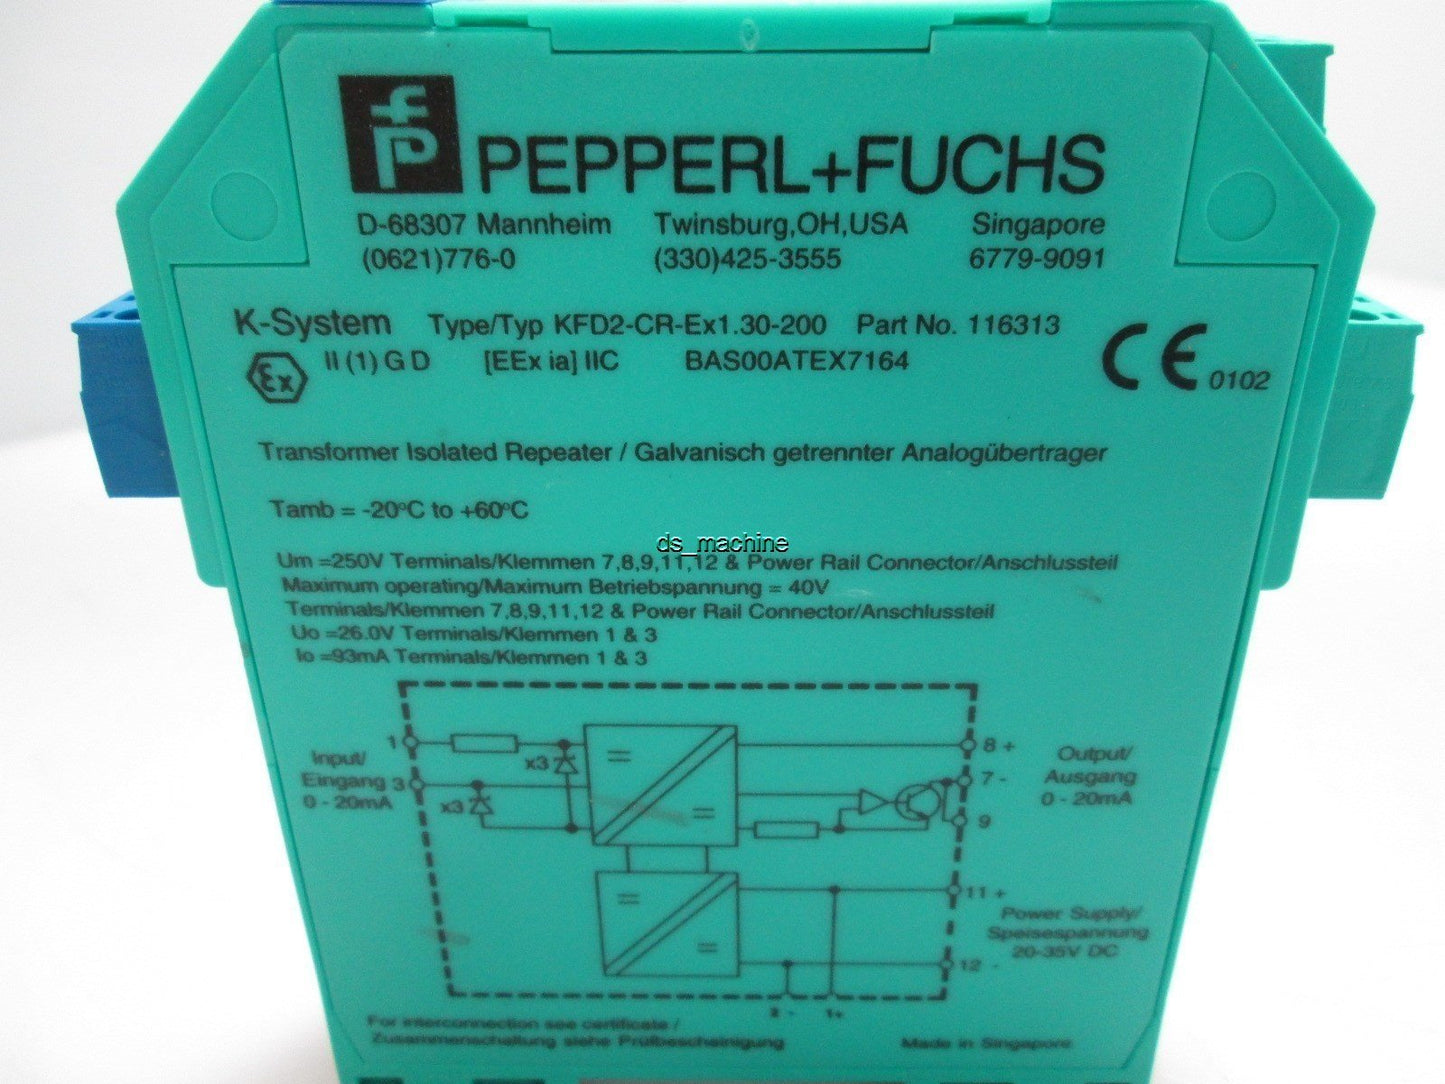 PEPPERL+FUCHS
D-68307 Mannheim Twinsburg,OH,USA Singapore
(0621)776-0 (330)425-3555 6779-9091
K-System Type/Typ KFD2-CR-Ex1.30-200 Part No. 116313
Ex II (1) G D [EEx ia] IIC BAS00ATEX7164 CE 0102
Transformer Isolated Repeater / Galvanisch getrennter Analogübertrager
Tamb = -20°C to +60°C
ds_machine
Um =250V Terminals/Klemmen 7,8,9,11,12 & Power Rail Connector/Anschlussteil
Maximum operating/Maximum Betriebspannung = 40V
Terminals/Klemmen 7,8,9,11,12 & Power Rail Connector/Anschlussteil
Uo =26.0V Terminals/Klemmen 1 & 3
Io =93mA Terminals/Klemmen 1 & 3
1 8 +
Input/ x3 Output/
Eingang 3 7 - Ausgang
0 - 20mA x3 0 - 20mA
9
11 +
Power Supply/
Speisespannung
12 - 20-35V DC
2 - 1+
For interconnection see certificate /
Zusammenschaltung siehe Prüfbescheinigung Made in Singapore